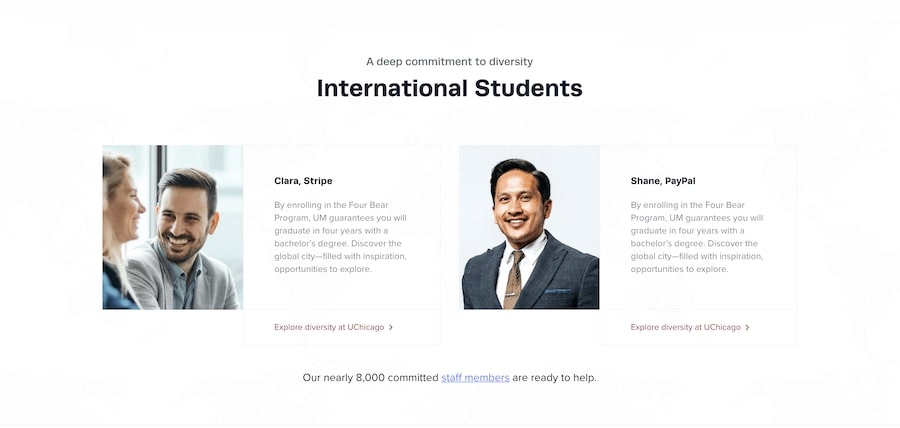 A deep commitment to diversity
International Students
Clara, Stripe
By enrolling in the Four Bear
Program, UM guarantees you will
graduate in four years with a
bachelor's degree. Discover the
global city—filled with inspiration,
opportunities to explore.
Explore diversity at UChicago
Shane, PayPal
By enrolling in the Four Bear
Program, UM guarantees you will
graduate in four years with a
bachelor's degree. Discover the
global city—filled with inspiration,
opportunities to explore.
Explore diversity at UChicago
Our nearly 8,000 committed staff members are ready to help.